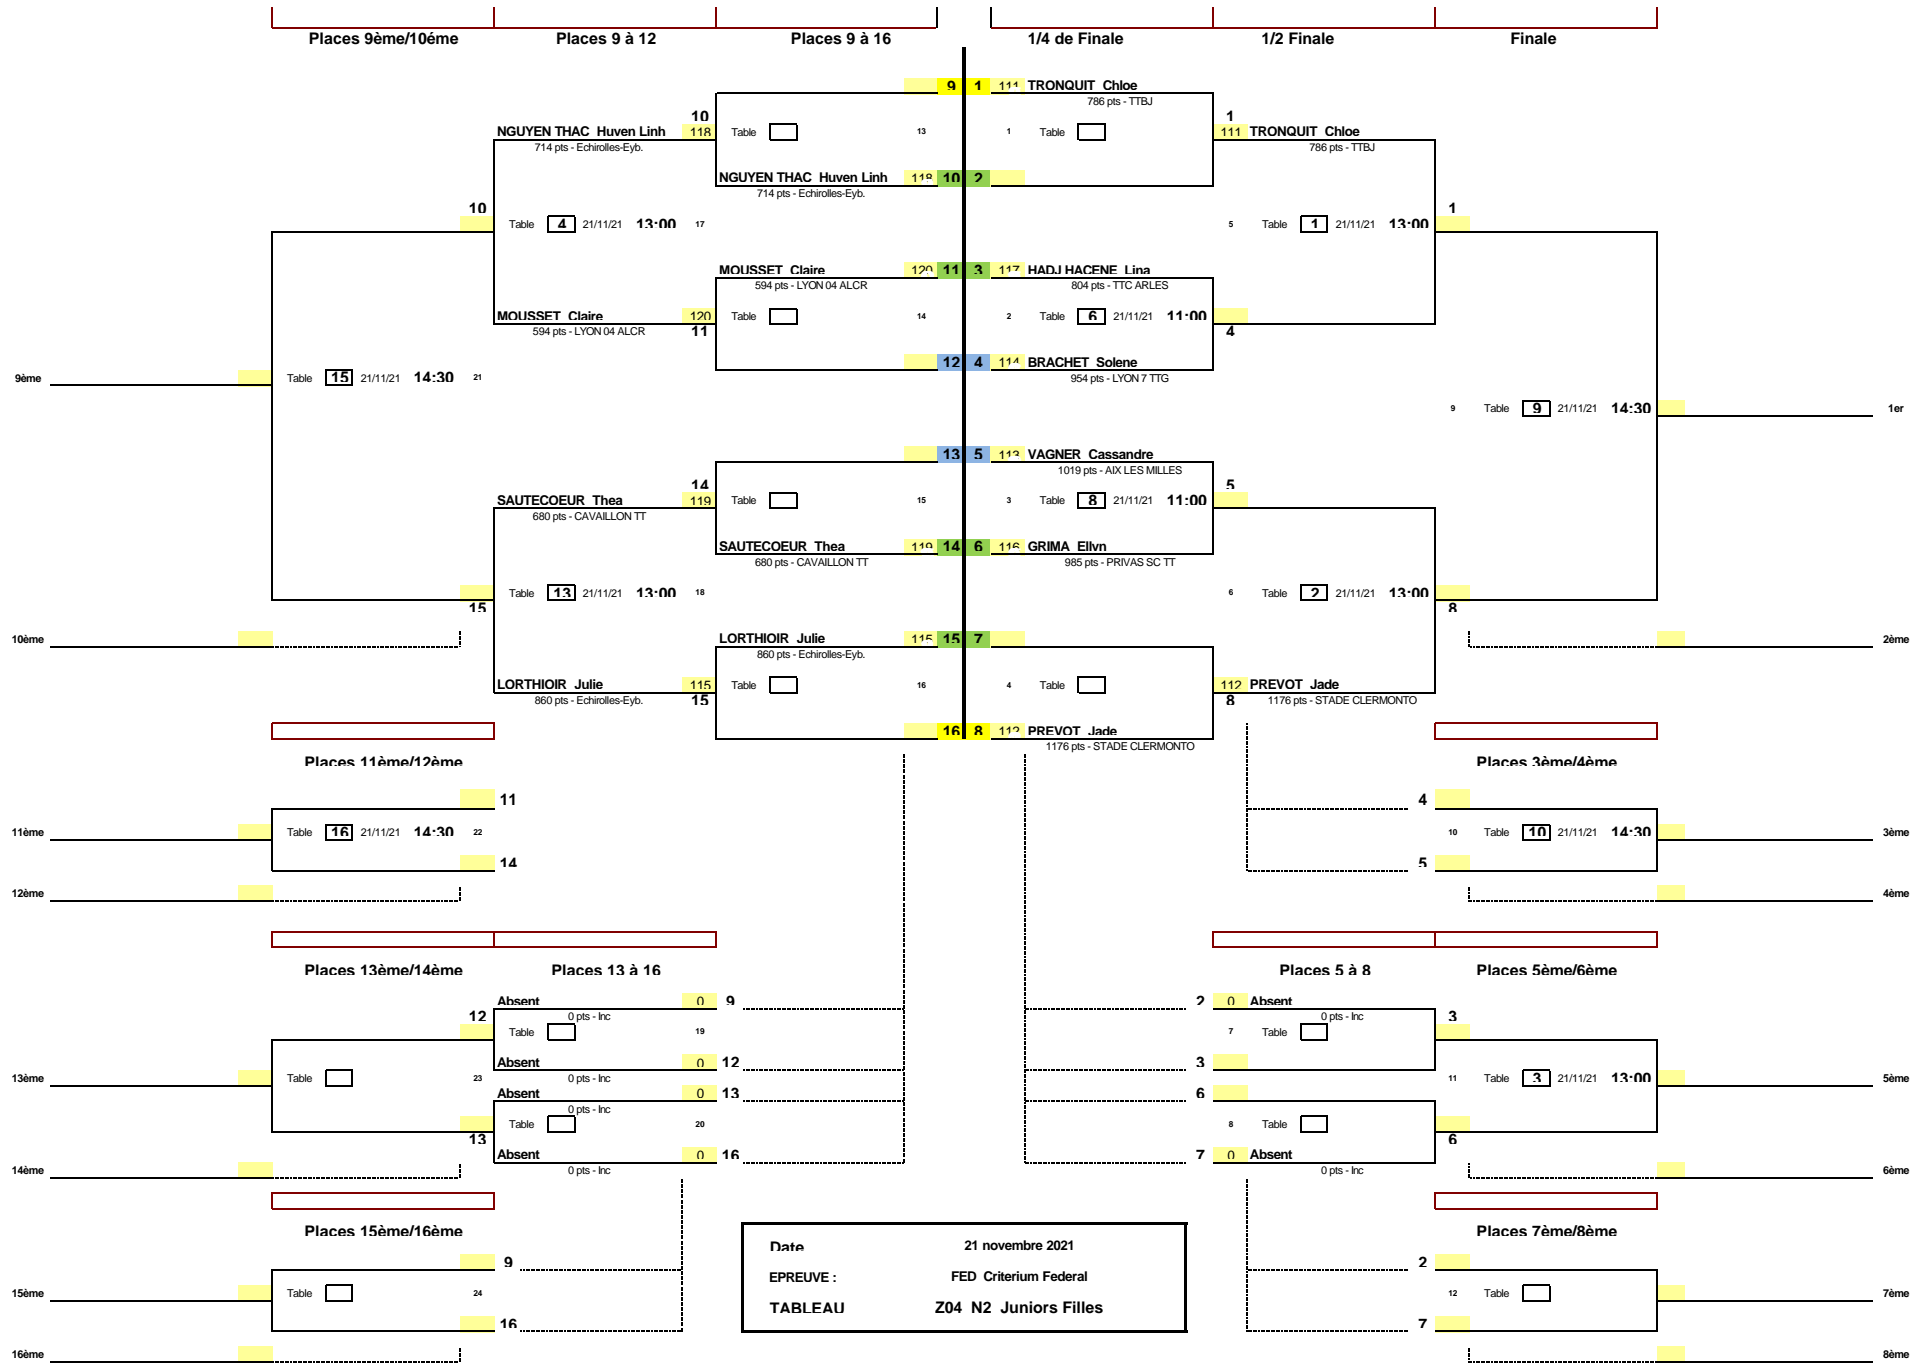 Places 9ème/10éme Places 9 à 12 Places 9 à 16 1/4 de Finale 1/2 Finale Finale
9 1 111 TRONQUIT Chloe
786 pts - TTBJ
10 1
NGUYEN THAC Huyen Linh 118 Table 13 1 Table 111 TRONQUIT Chloe
714 pts - Echirolles-Eyb. 786 pts - TTBJ
NGUYEN THAC Huyen Linh 118 10 2
714 pts - Echirolles-Eyb.
10 1
Table 4 21/11/21 13:00 17 5 Table 1 21/11/21 13:00
MOUSSET Claire 120 11 3 117 HADJ HACENE Lina
594 pts - LYON 04 ALCR 804 pts - TTC ARLES
MOUSSET Claire 120 Table 14 2 Table 6 21/11/21 11:00
594 pts - LYON 04 ALCR 11 4
12 4 114 BRACHET Solene
954 pts - LYON 7 TTG
9ème Table 15 21/11/21 14:30 21
9 Table 9 21/11/21 14:30 1er
13 5 113 VAGNER Cassandre
1019 pts - AIX LES MILLES
14 5
SAUTECOEUR Thea 119 Table 15 3 Table 8 21/11/21 11:00
680 pts - CAVAILLON TT
SAUTECOEUR Thea 119 14 6 116 GRIMA Ellyn
680 pts - CAVAILLON TT 985 pts - PRIVAS SC TT
Table 13 21/11/21 13:00 18 6 Table 2 21/11/21 13:00
15 8
10ème LORTHIOIR Julie 115 15 7 2ème
860 pts - Echirolles-Eyb.
LORTHIOIR Julie 115 Table 16 4 Table 112 PREVOT Jade
860 pts - Echirolles-Eyb. 15 8 1176 pts - STADE CLERMONTO
16 8 112 PREVOT Jade
1176 pts - STADE CLERMONTO
Places 11ème/12ème Places 3ème/4ème
11 4
11ème Table 16 21/11/21 14:30 22 10 Table 10 21/11/21 14:30 3ème
14 5
12ème 4ème
Places 13ème/14ème Places 13 à 16 Places 5 à 8 Places 5ème/6ème
Absent 0 9 2 0 Absent
0 pts - Inc 0 pts - Inc
12 Table 19 7 Table 3
Absent 0 12 3
0 pts - Inc
13ème Table 23 11 Table 3 21/11/21 13:00 5ème
Absent 0 13 6
0 pts - Inc
Table 20 8 Table
13 6
Absent 0 16 7 0 Absent
0 pts - Inc 0 pts - Inc
14ème 6ème
Places 15ème/16ème Places 7ème/8ème
Date 21 novembre 2021
9 2
EPREUVE : FED Criterium Federal
15ème Table 24 12 Table 7ème
TABLEAU Z04 N2 Juniors Filles
16 7
16ème 8ème